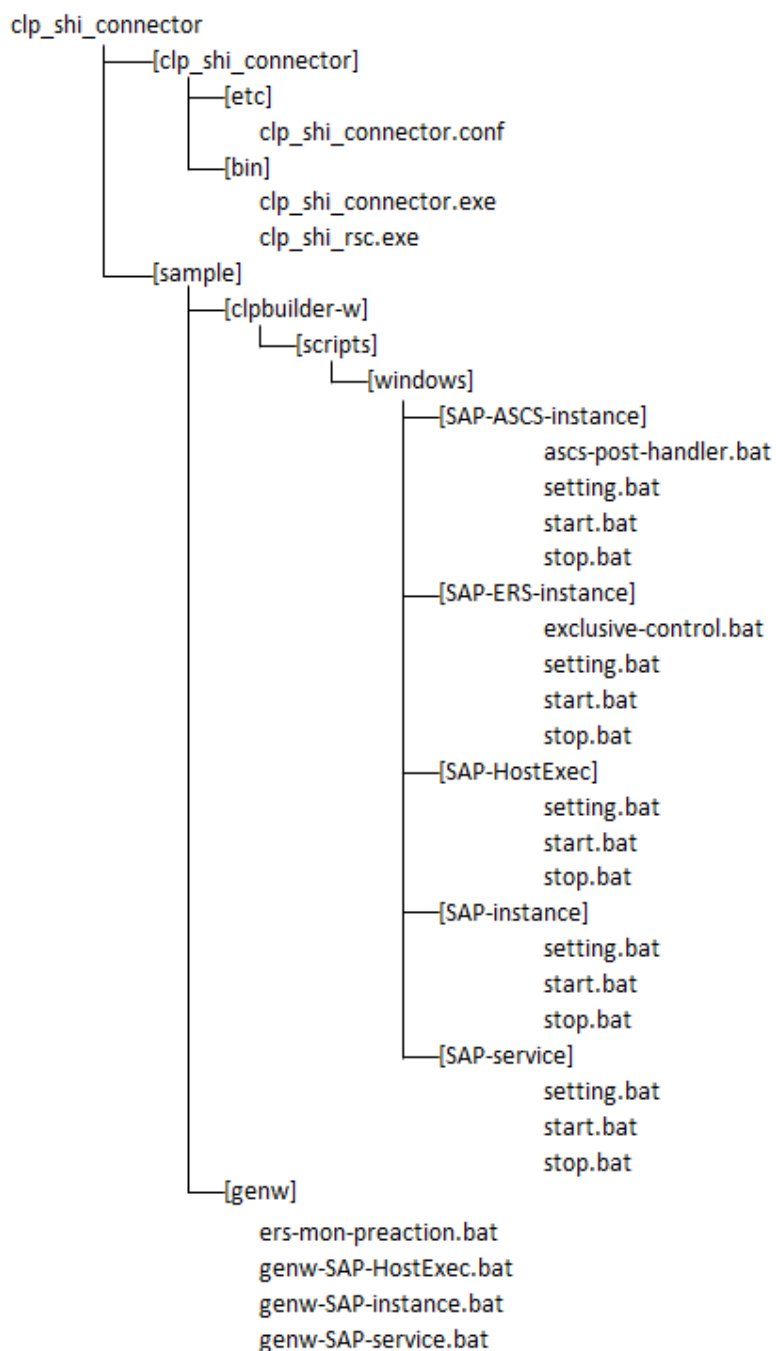 clp_shi_connector
[clp_shi_connector]
[etc]
clp_shi_connector.conf
[bin]
clp_shi_connector.exe
clp_shi_rsc.exe
[sample]
[clpbuilder-w]
[scripts]
[windows]
[SAP-ASCS-instance]
ascs-post-handler.bat
setting.bat
start.bat
stop.bat
[SAP-ERS-instance]
exclusive-control.bat
setting.bat
start.bat
stop.bat
[SAP-HostExec]
setting.bat
start.bat
stop.bat
[SAP-instance]
setting.bat
start.bat
stop.bat
[SAP-service]
setting.bat
start.bat
stop.bat
[genw]
ers-mon-preaction.bat
genw-SAP-HostExec.bat
genw-SAP-instance.bat
genw-SAP-service.bat